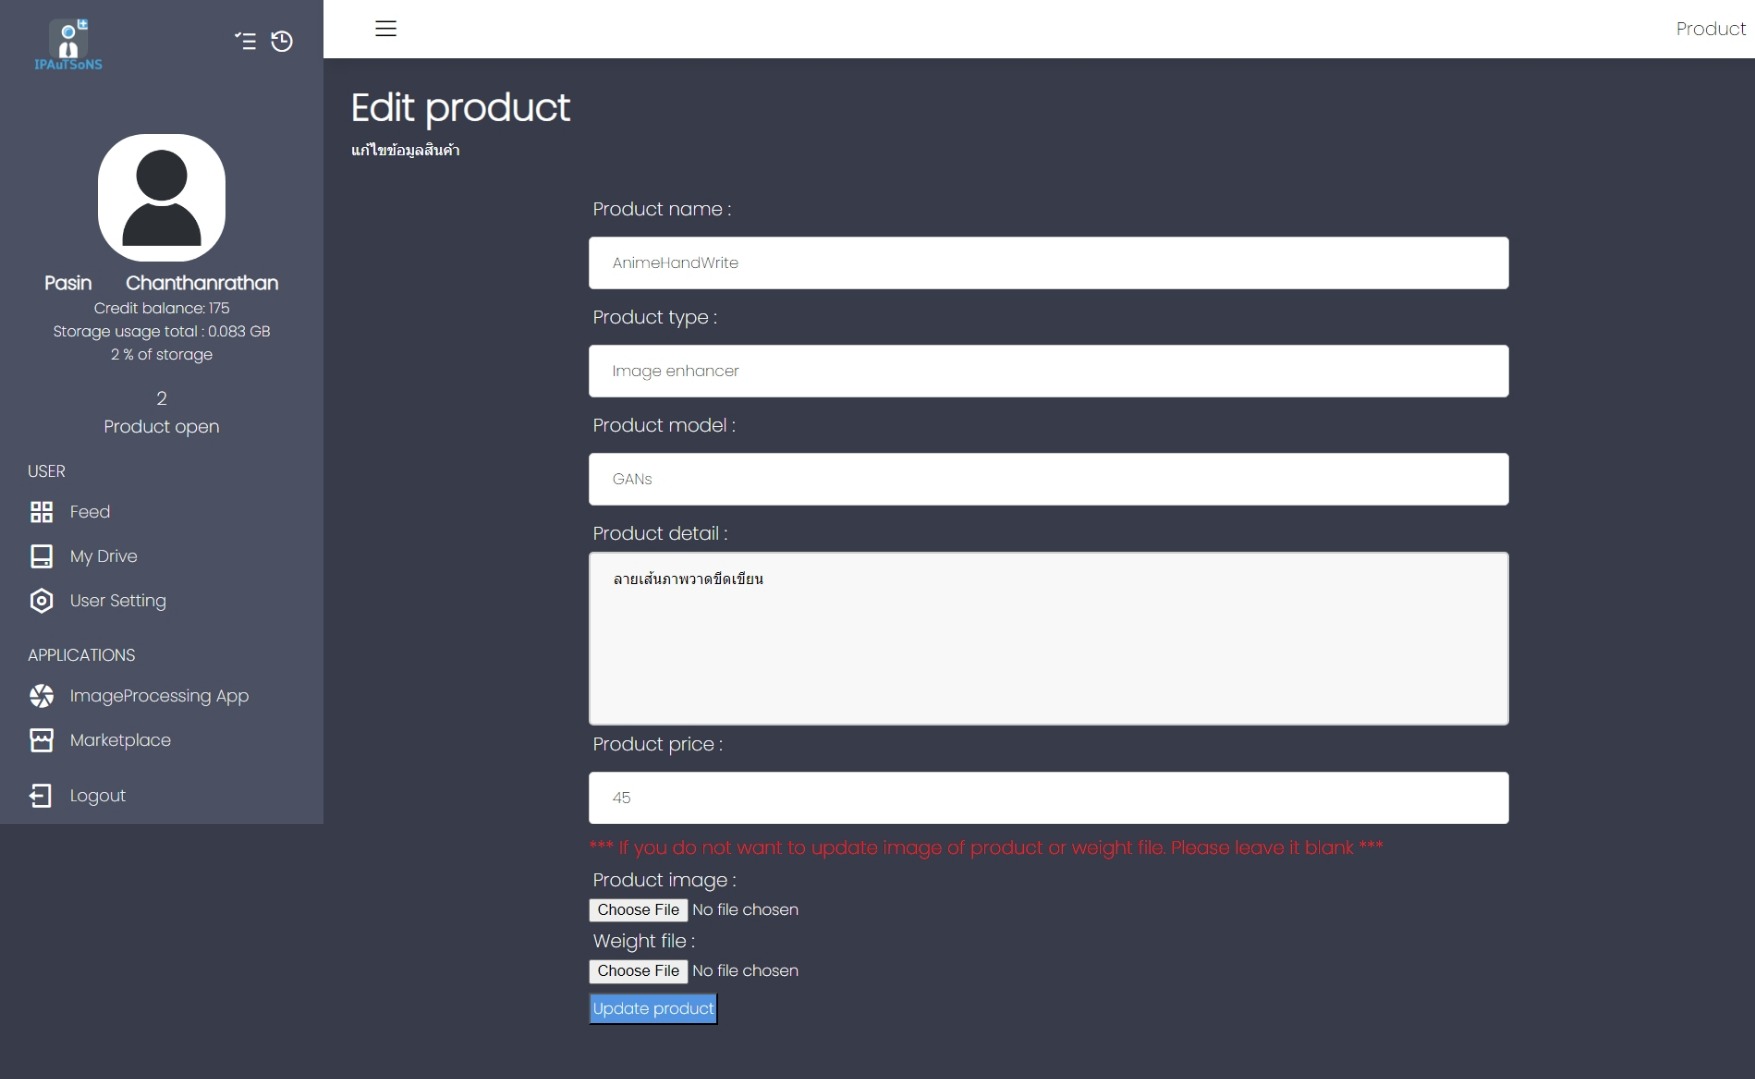 IPAuTSoNS
Product
Edit product
แก้ไขข้อมูลสินค้า
Pasin Chanthanrathan
Credit balance: 175
Storage usage total : 0.083 GB
2 % of storage
2
Product open
USER
Feed
My Drive
User Setting
APPLICATIONS
ImageProcessing App
Marketplace
Logout
Product name :
AnimeHandWrite
Product type :
Image enhancer
Product model :
GANs
Product detail :
ลายเส้นภาพวาดขีดเขียน
Product price :
45
*** If you do not want to update image of product or weight file. Please leave it blank ***
Product image :
Choose File No file chosen
Weight file :
Choose File No file chosen
Update product